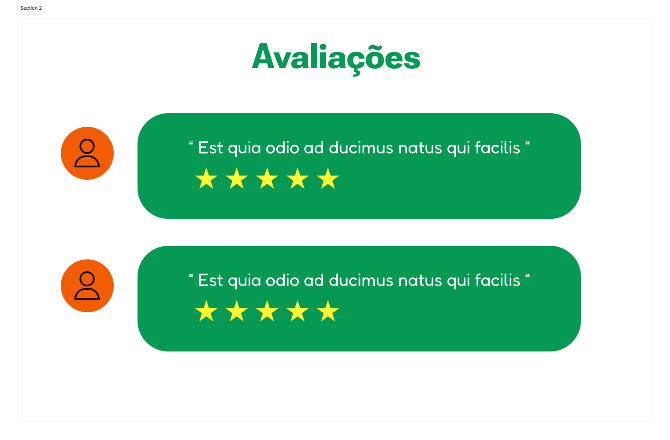 Section 2
Avaliações
“ Est quia odio ad ducimus natus qui facilis ”
“ Est quia odio ad ducimus natus qui facilis ”